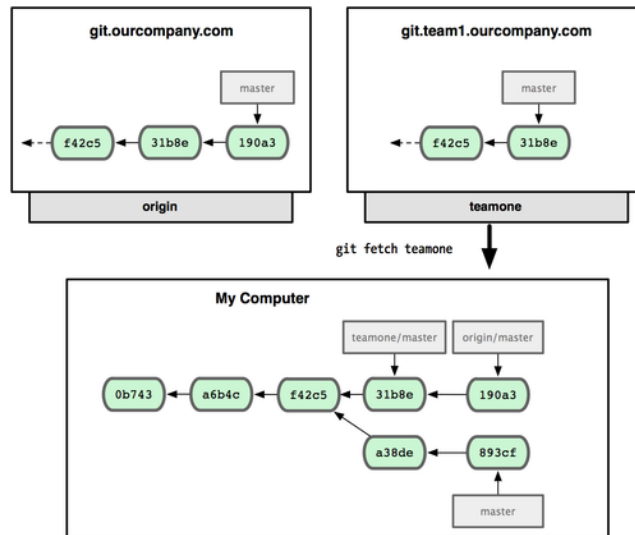 git.ourcompany.com
git.team1.ourcompany.com
master
master
f42c5
31b8e
190a3
f42c5
31b8e
origin
teamone
git fetch teamone
My Computer
teamone/master
origin/master
0b743
a6b4c
f42c5
31b8e
190a3
a38de
893cf
master